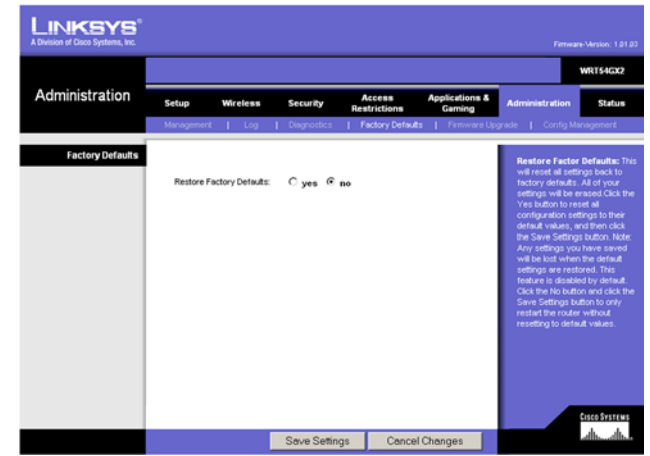 LINKSYS®
A Division of Cisco Systems, Inc.
Firmware Version: 1.01.03
WRT54GX2
Administration
Setup Wireless Security Access Restrictions Applications & Gaming Administration Status
Management | Log | Diagnostics | Factory Defaults | Firmware Upgrade | Config Management
Factory Defaults
Restore Factory Defaults: yes no
Restore Factor Defaults: This
will reset all settings back to
factory defaults. All of your
settings will be erased.Click the
Yes button to reset all
configuration settings to their
default values, and then click
the Save Settings button. Note:
Any settings you have saved
will be lost when the default
settings are restored. This
feature is disabled by default.
Click the No button and click the
Save Settings button to only
restart the router without
resetting to default values.
CISCO SYSTEMS
Save Settings Cancel Changes